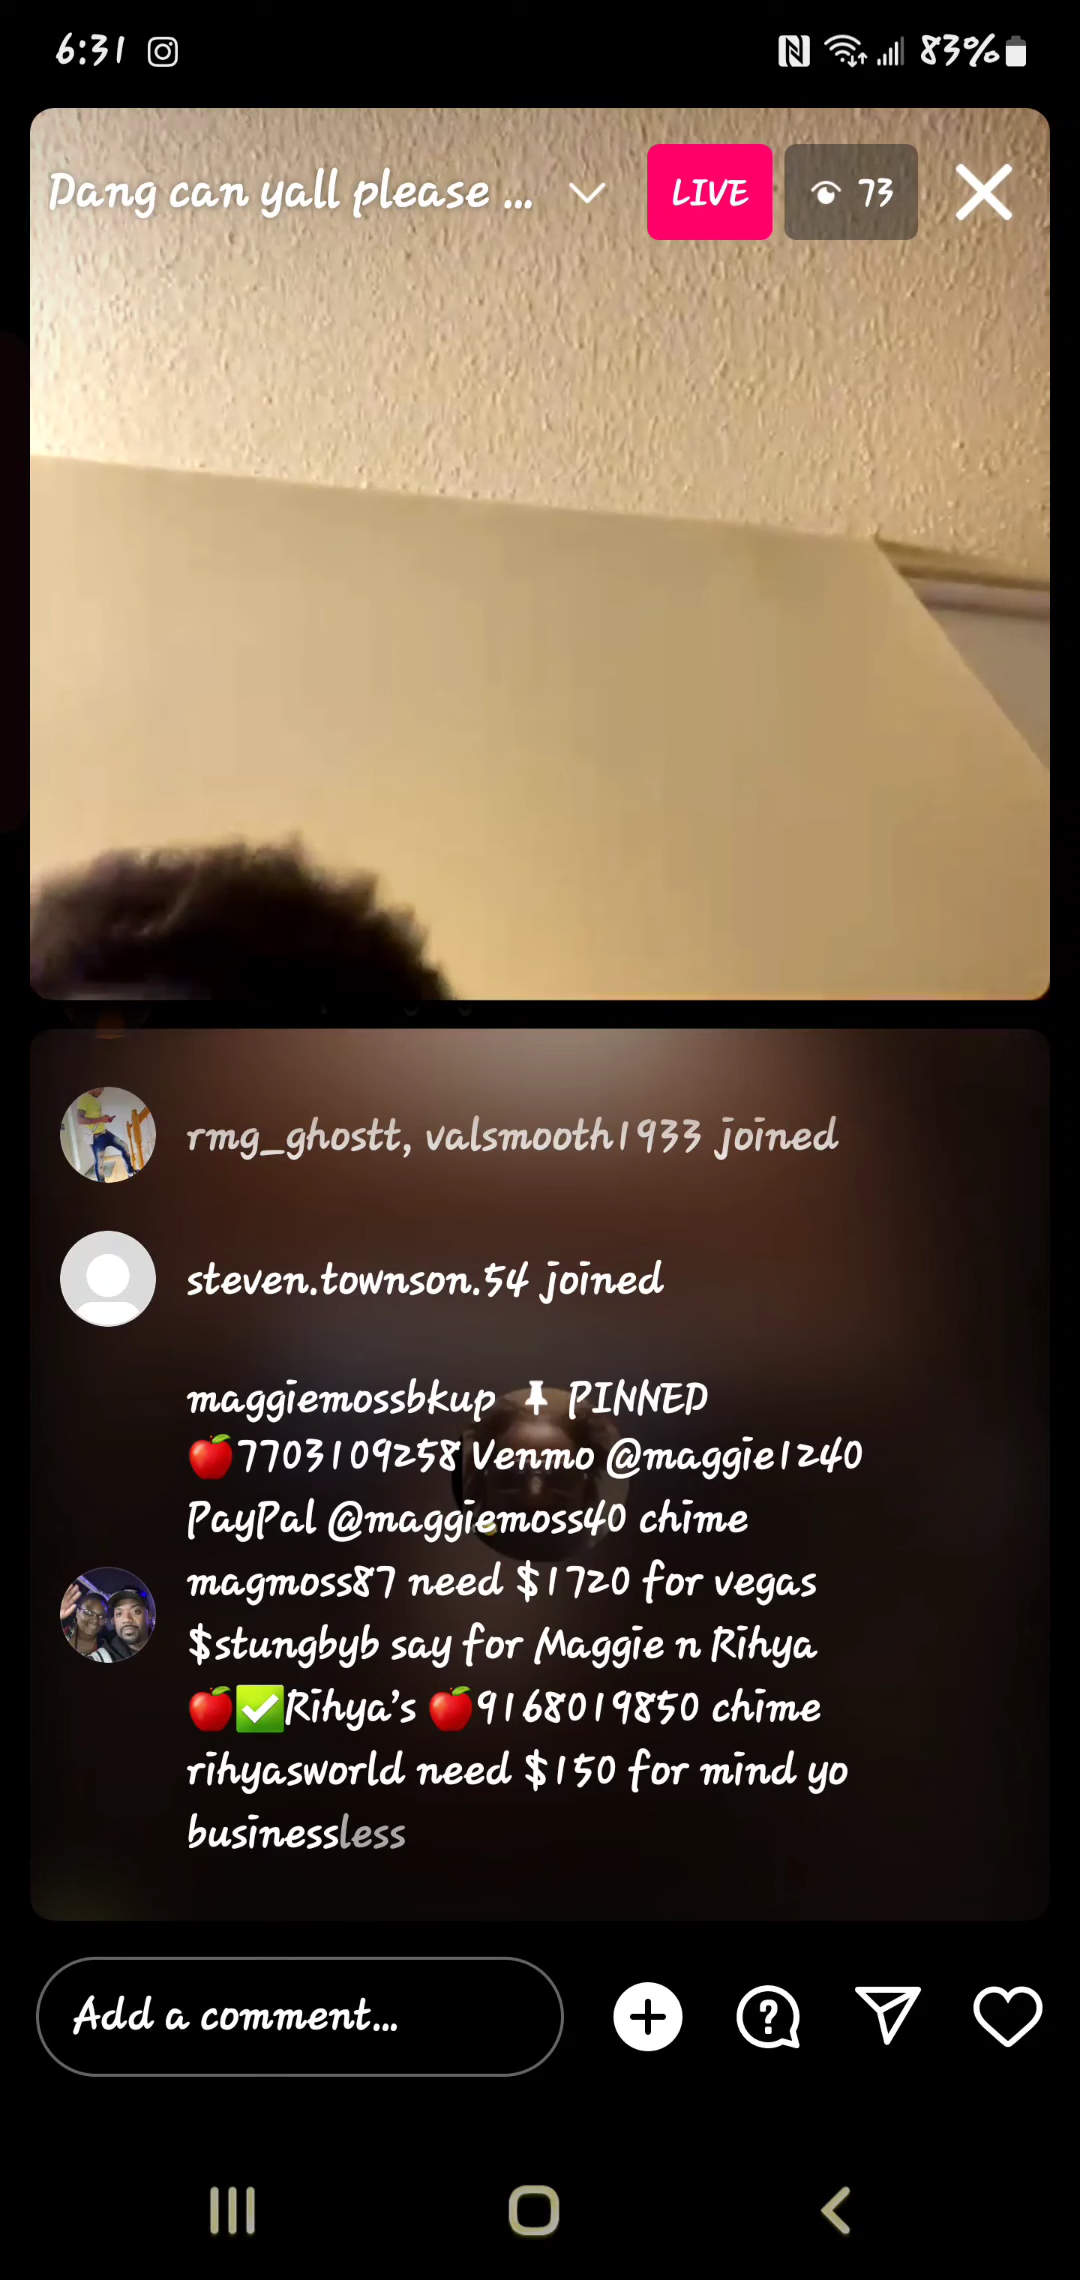 6:31
83%
Dang can yall please ...
LIVE
73
rmg_ghostt, valsmooth1933 joined
steven.townson.54 joined
maggiemossbkup 📌 PINNED
🍎7703109258 Venmo @maggie1240
PayPal @maggiemoss40 chime
magmoss87 need $1720 for vegas
$stungbyb say for Maggie n Rihya
🍎✅Rihya’s 🍎9168019850 chime
rihyasworld need $150 for mind yo
businessless
Add a comment...